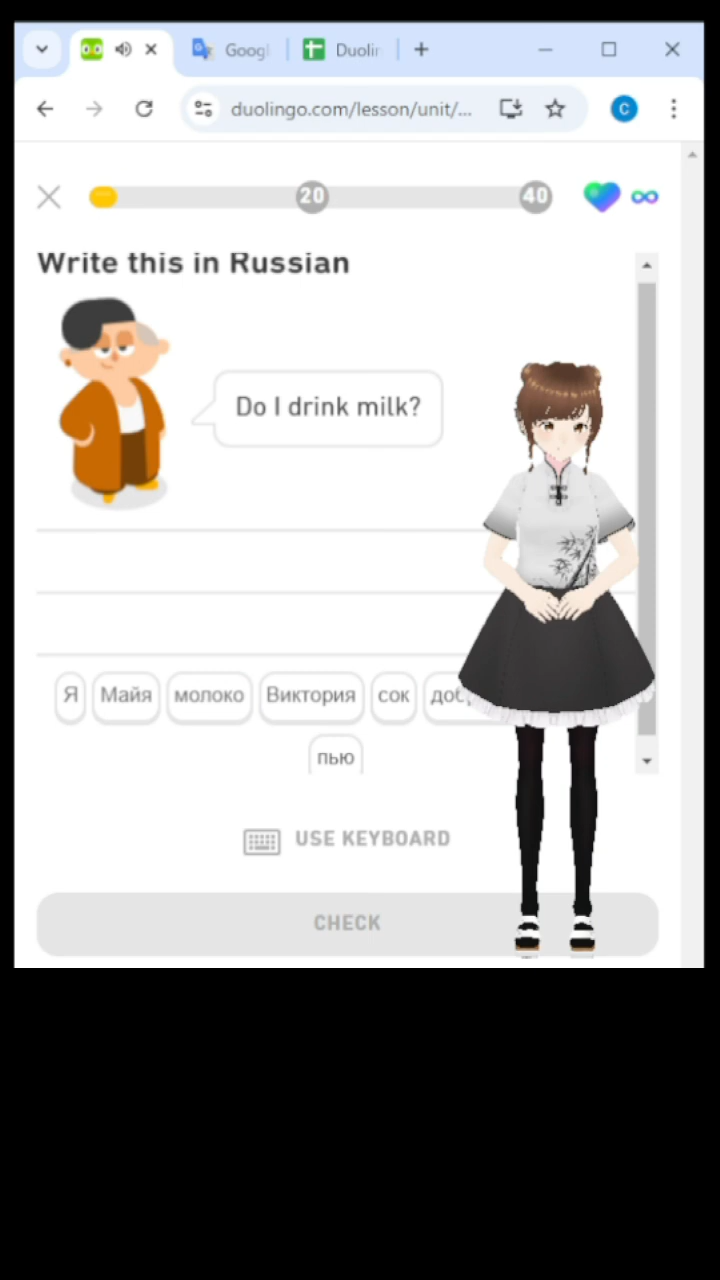 Googl
Duolin
duolingo.com/lesson/unit/...
C
20
40
Write this in Russian
Do I drink milk?
Я Майя молоко Виктория сок
пью
USE KEYBOARD
CHECK